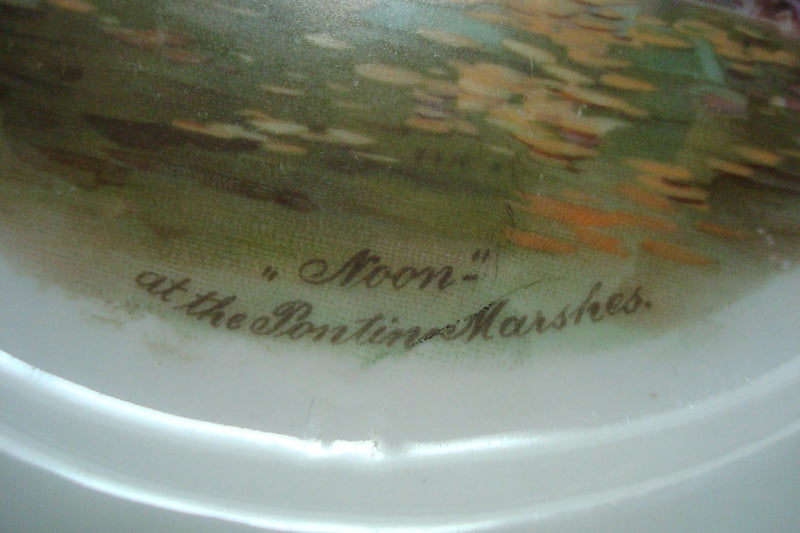 "Noon"
at the Pontine Marshes.